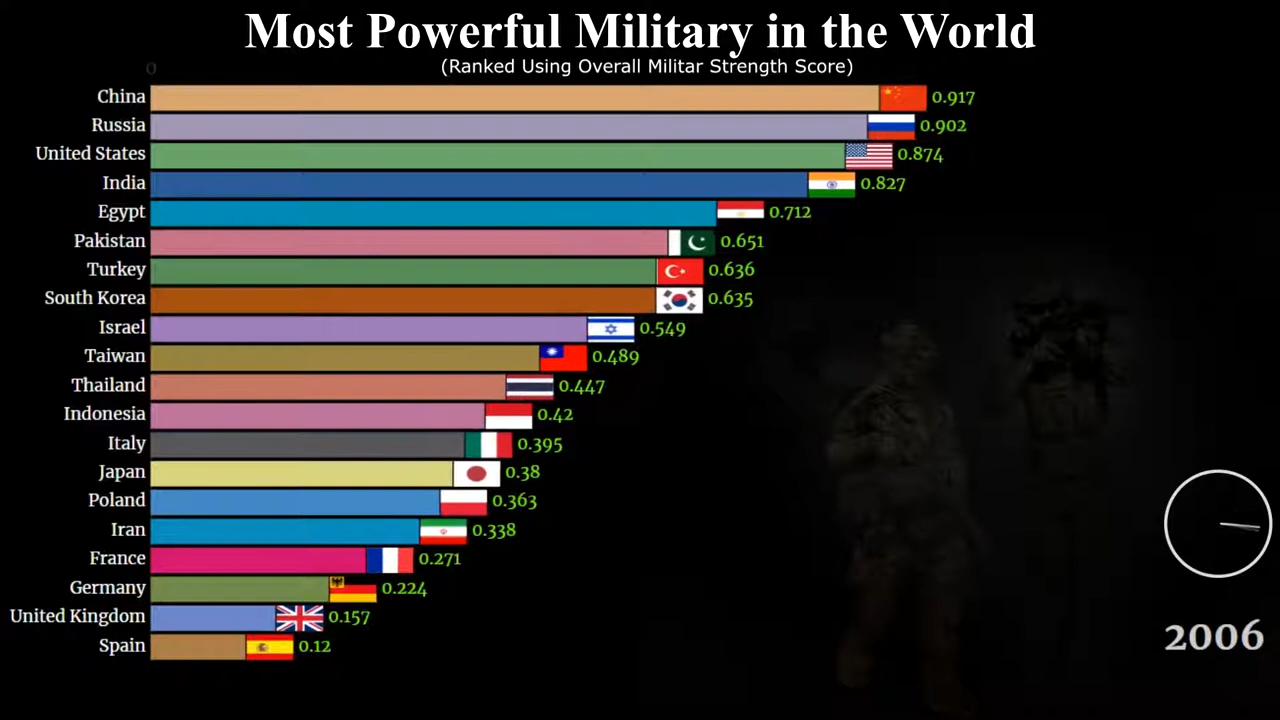 Most Powerful Military in the World
(Ranked Using Overall Militar Strength Score)
0
China 0.917
Russia 0.902
United States 0.874
India 0.827
Egypt 0.712
Pakistan 0.651
Turkey 0.636
South Korea 0.635
Israel 0.549
Taiwan 0.489
Thailand 0.447
Indonesia 0.42
Italy 0.395
Japan 0.38
Poland 0.363
Iran 0.338
France 0.271
Germany 0.224
United Kingdom 0.157
Spain 0.12
2006